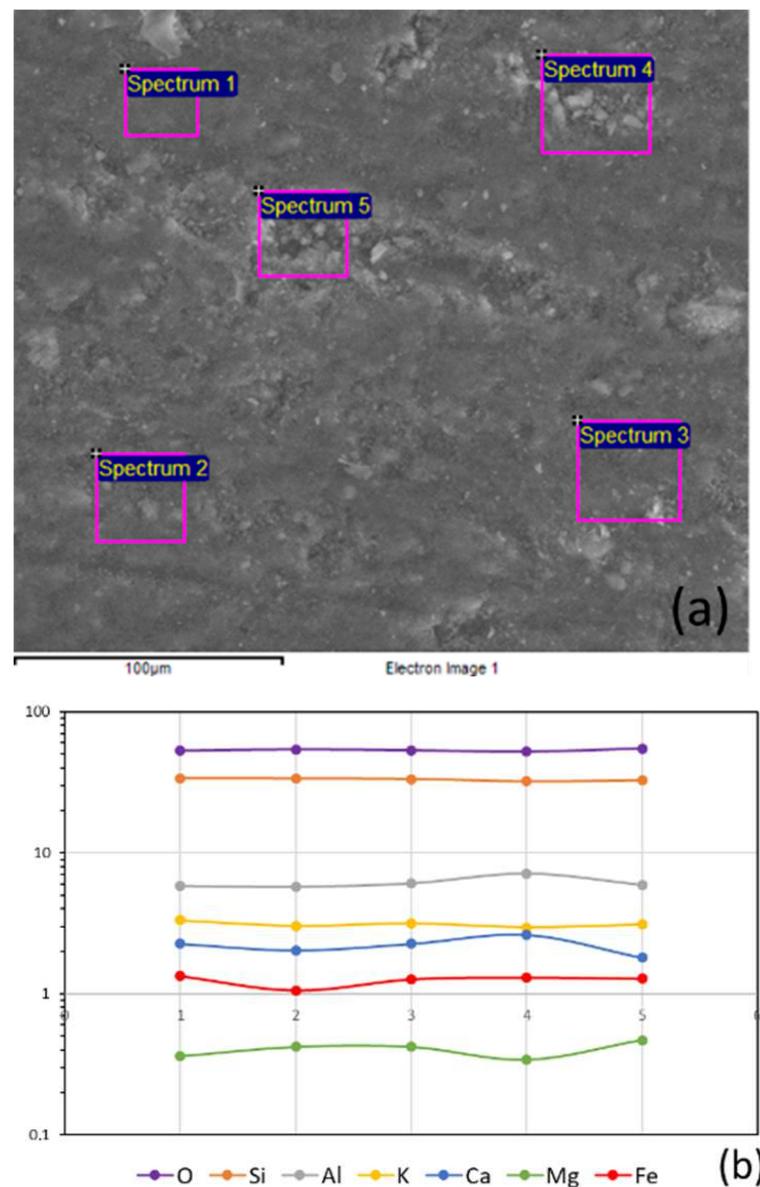 Spectrum 1
Spectrum 4
Spectrum 5
Spectrum 3
Spectrum 2
(a)
100µm
Electron Image 1
100
10
1
0 1 2 3 4 5 6
0.1
O Si Al K Ca Mg Fe
(b)